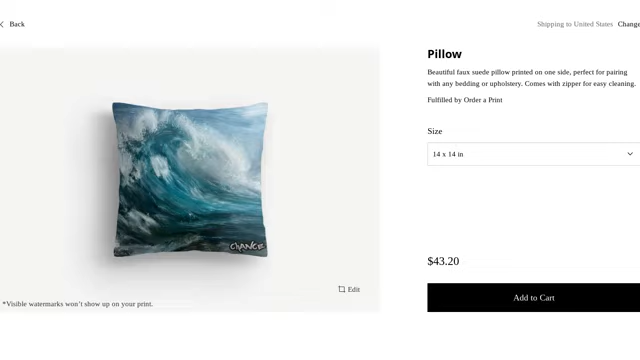 Back
Shipping to United States Change
Pillow
Beautiful faux suede pillow printed on one side, perfect for pairing
with any bedding or upholstery. Comes with zipper for easy cleaning.
Fulfilled by Order a Print
Size
14 x 14 in
CHANCE
$43.20
Edit
Add to Cart
*Visible watermarks won’t show up on your print.